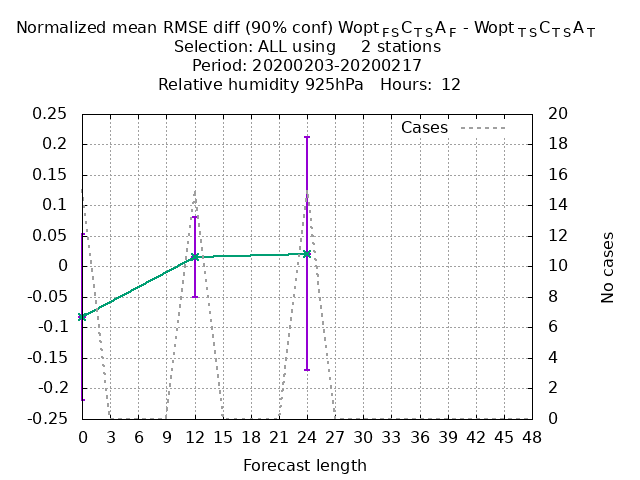 Normalized mean RMSE diff (90% conf) Wopt FS C TS A F - Wopt TS C TS A T
Selection: ALL using 2 stations
Period: 20200203-20200217
Relative humidity 925hPa Hours: 12
Cases
0.25
0.2
0.15
0.1
0.05
0
-0.05
-0.1
-0.15
-0.2
-0.25
20
18
16
14
12
10
8
6
4
2
0
No cases
0 3 6 9 12 15 18 21 24 27 30 33 36 39 42 45 48
Forecast length